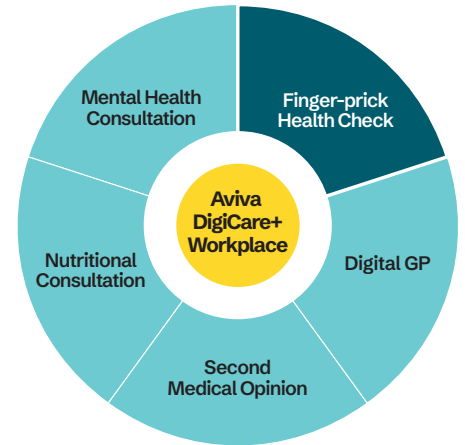 Mental Health
Consultation
Finger-prick
Health Check
Aviva
DigiCare+
Workplace
Nutritional
Consultation
Digital GP
Second
Medical Opinion